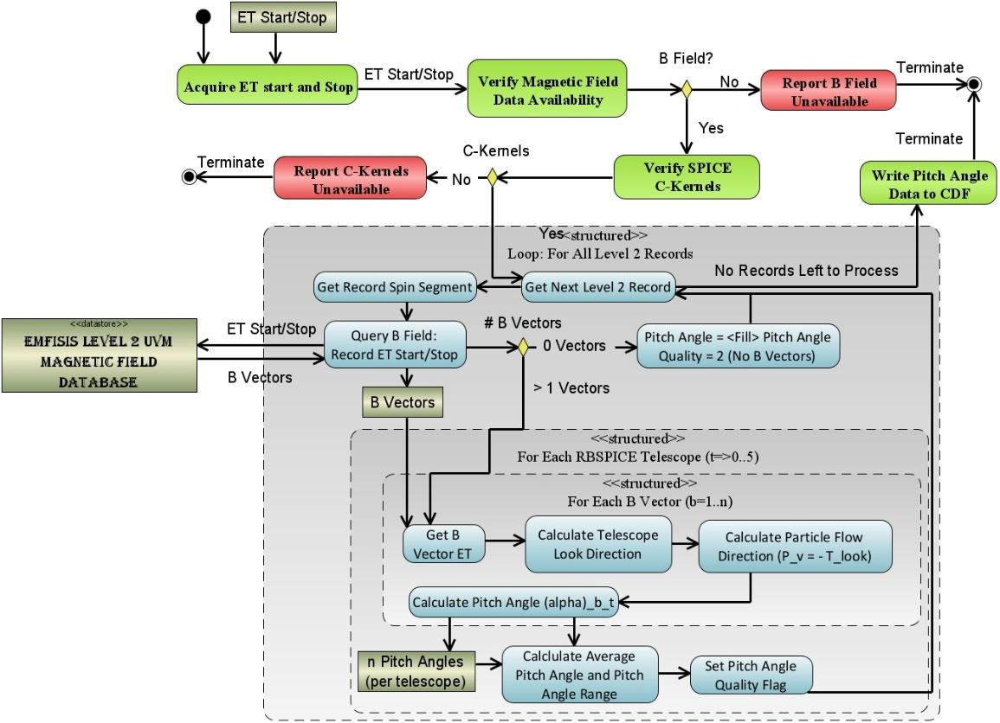 ET Start/Stop
B Field?
Acquire ET start and Stop
ET Start/Stop
Verify Magnetic Field
Data Availability
No
Report B Field
Unavailable
Terminate
Yes
Terminate
C-Kernels
Terminate
Report C-Kernels
Unavailable
No
Verify SPICE
C-Kernels
Write Pitch Angle
Data to CDF
Yes
<<structured>>
Loop: For All Level 2 Records
No Records Left to Process
Get Record Spin Segment
Get Next Level 2 Record
<<datastore>>
EMFISIS LEVEL 2 UVM
MAGNETIC FIELD
DATABASE
ET Start/Stop
B Vectors
Query B Field:
Record ET Start/Stop
# B Vectors
0 Vectors
Pitch Angle = <Fill> Pitch Angle
Quality = 2 (No B Vectors)
> 1 Vectors
B Vectors
<<structured>>
For Each RBSPICE Telescope (t=>0..5)
<<structured>>
For Each B Vector (b=1..n)
Get B
Vector ET
Calculate Telescope
Look Direction
Calculate Particle Flow
Direction (P_v = - T_look)
Calculate Pitch Angle (alpha)_b_t
n Pitch Angles
(per telescope)
Calclulate Average
Pitch Angle and Pitch
Angle Range
Set Pitch Angle
Quality Flag